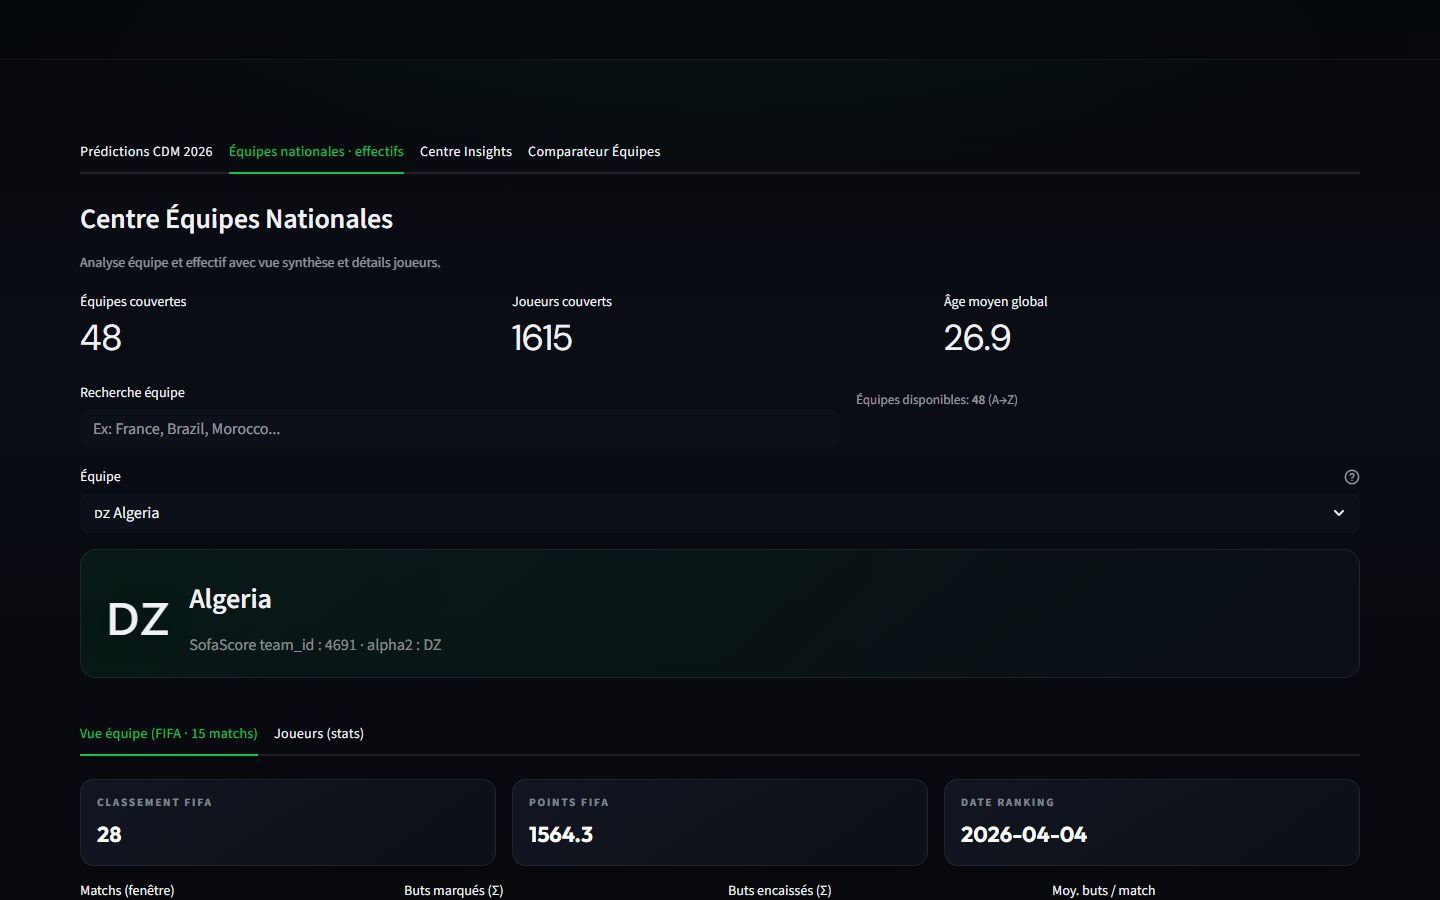 Prédictions CDM 2026 Équipes nationales · effectifs Centre Insights Comparateur Équipes
Centre Équipes Nationales
Analyse équipe et effectif avec vue synthèse et détails joueurs.
Équipes couvertes Joueurs couverts Âge moyen global
48 1615 26.9
Recherche équipe
Équipes disponibles: 48 (A→Z)
Ex: France, Brazil, Morocco...
Équipe
DZ Algeria
DZ
Algeria
SofaScore team_id : 4691 · alpha2 : DZ
Vue équipe (FIFA · 15 matchs) Joueurs (stats)
CLASSEMENT FIFA POINTS FIFA DATE RANKING
28 1564.3 2026-04-04
Matchs (fenêtre) Buts marqués (Σ) Buts encaissés (Σ) Moy. buts / match